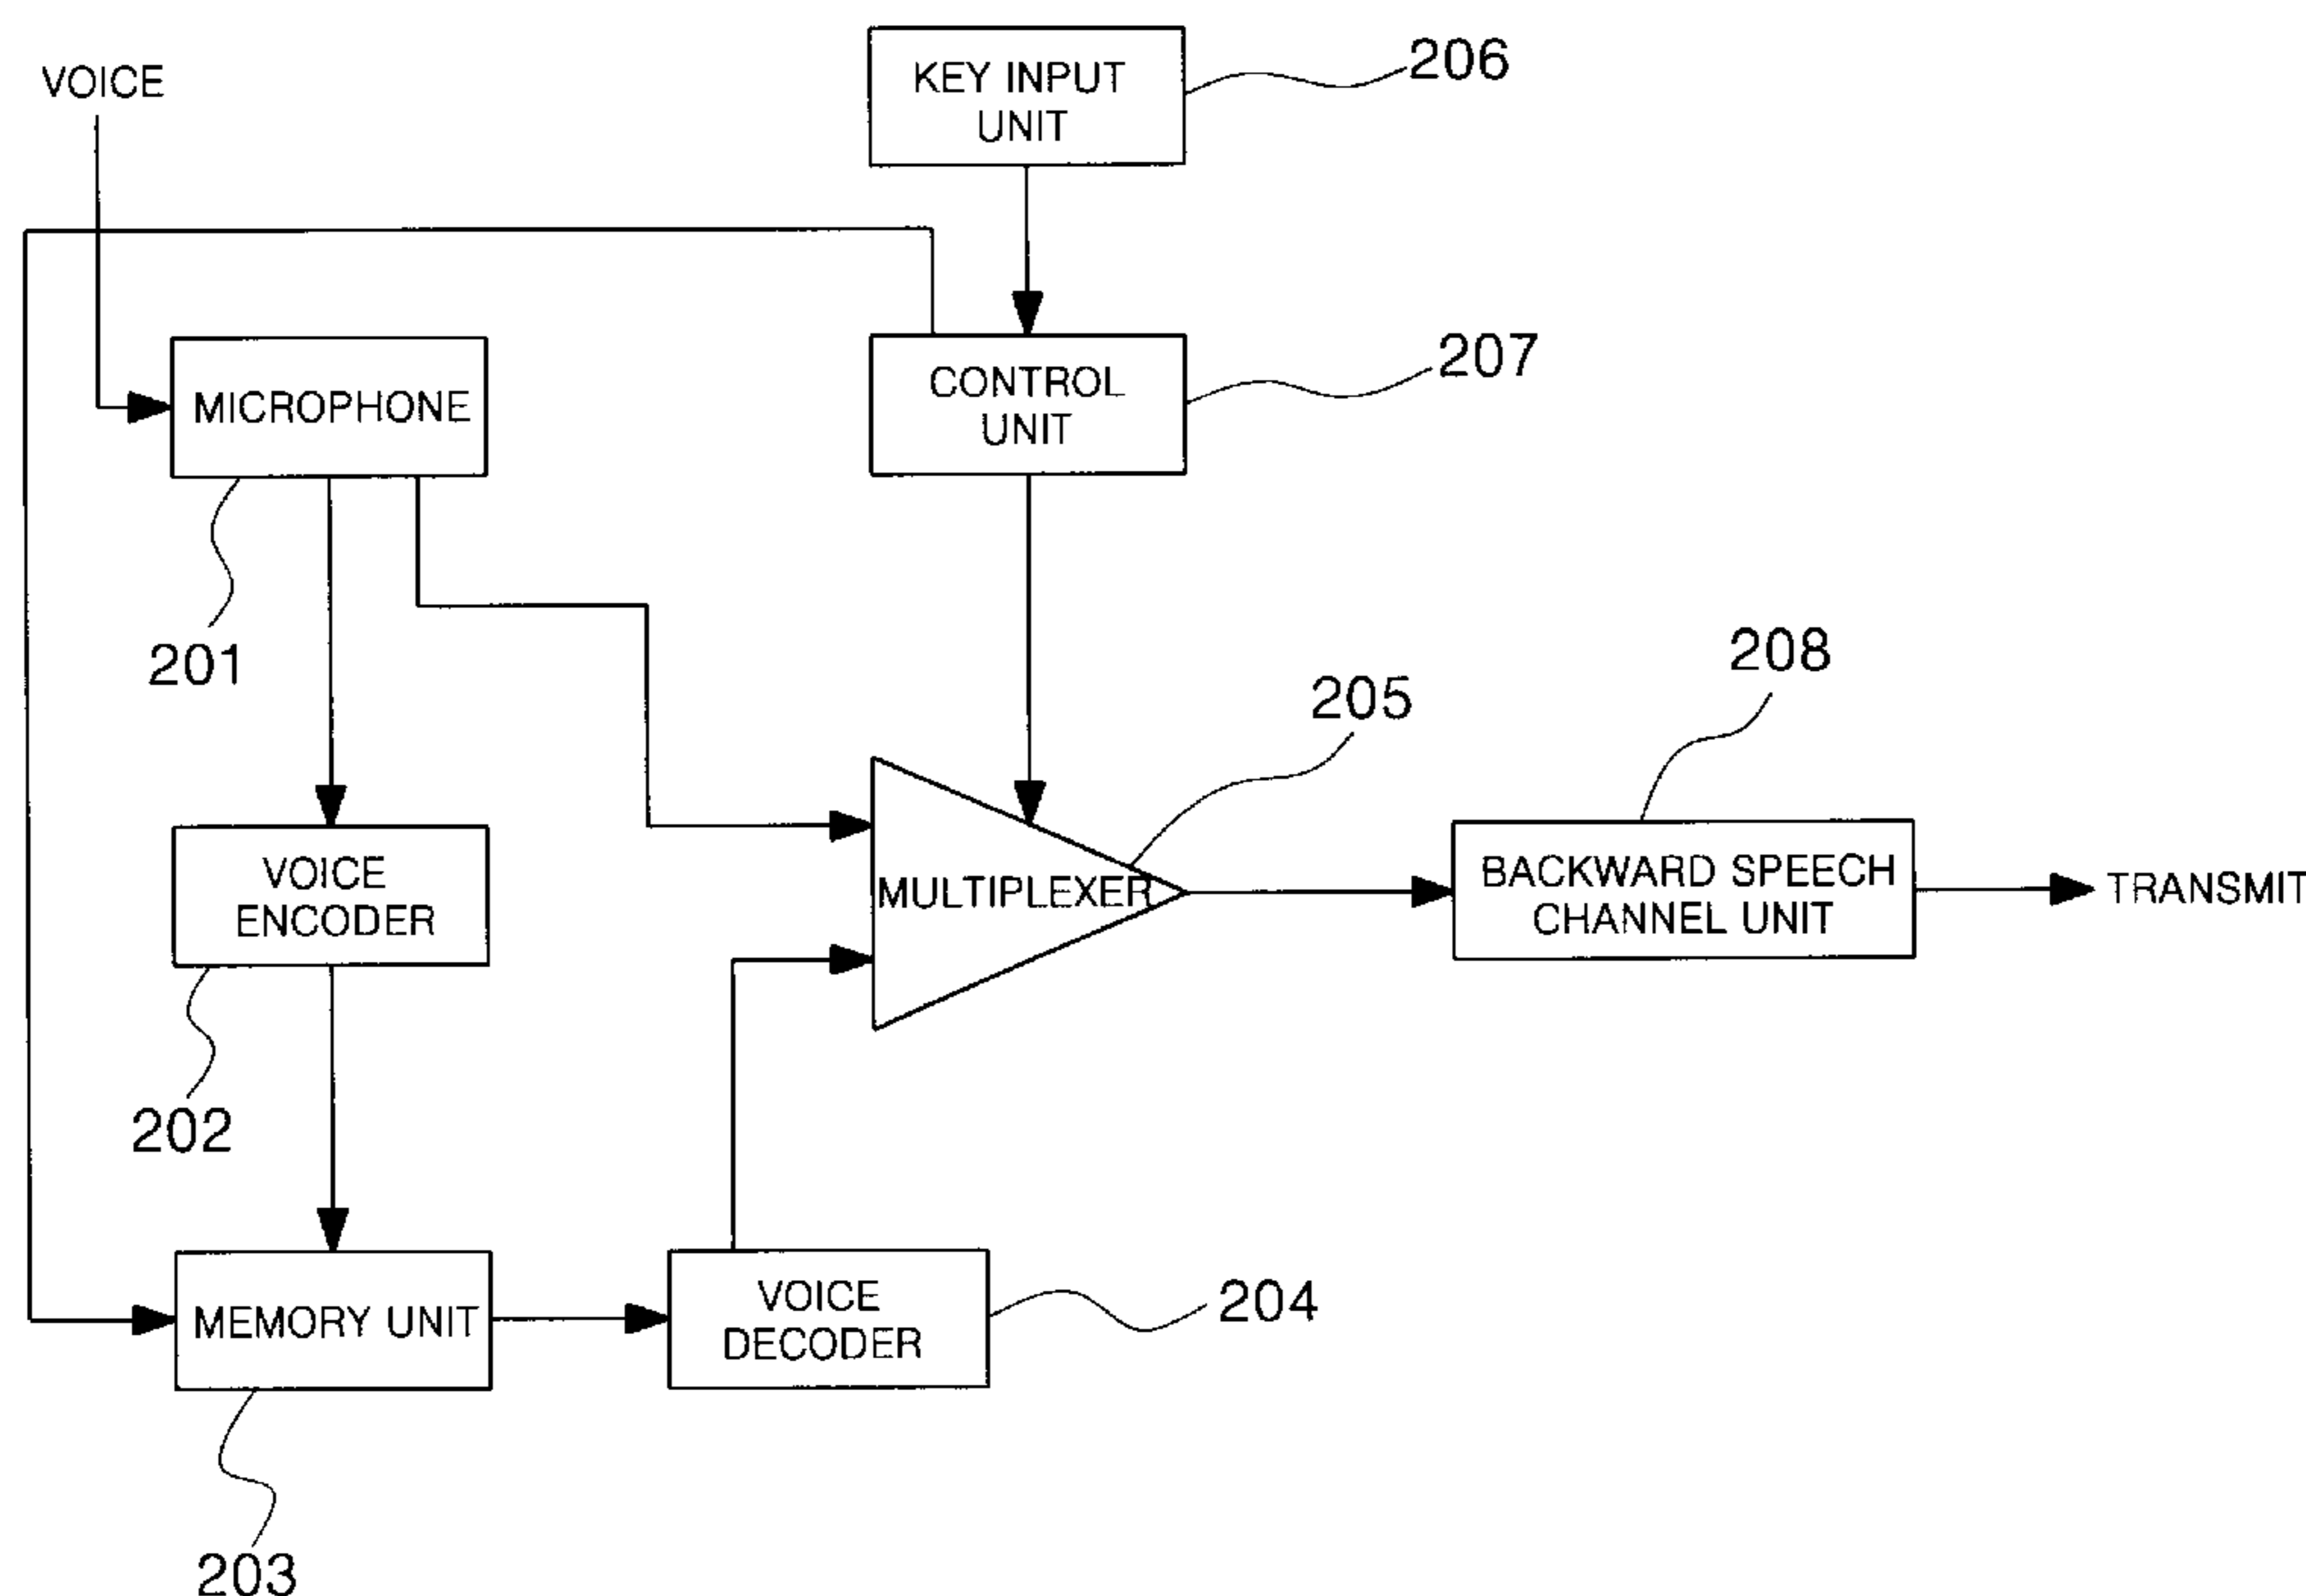 206
KEY INPUT
UNIT
VOICE
207
CONTROL
UNIT
MICROPHONE
201
208
205
VOICE
ENCODER
MULTIPLEXER
BACKWARD SPEECH
CHANNEL UNIT
TRANSMIT
202
MEMORY UNIT
VOICE
DECODER
204
203